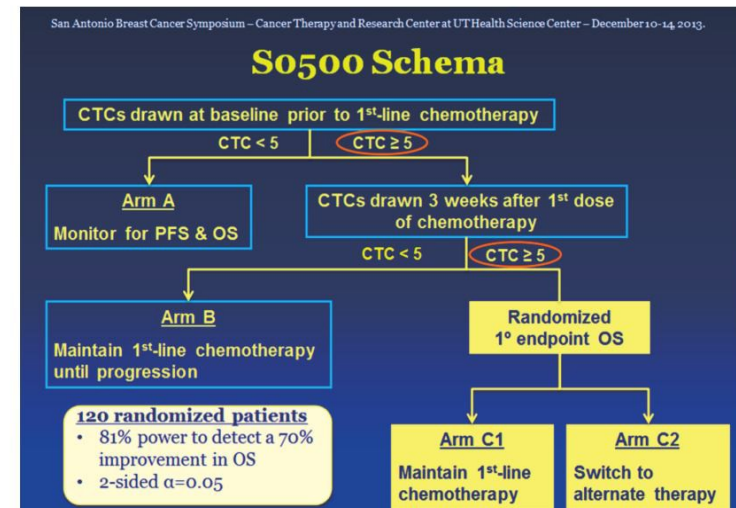 San Antonio Breast Cancer Symposium – Cancer Therapy and Research Center at UT Health Science Center – December 10-14, 2013.
S0500 Schema
CTCs drawn at baseline prior to 1st-line chemotherapy
CTC < 5
CTC ≥ 5
Arm A
Monitor for PFS & OS
CTCs drawn 3 weeks after 1st dose
of chemotherapy
CTC < 5
CTC ≥ 5
Arm B
Maintain 1st-line chemotherapy
until progression
Randomized
1º endpoint OS
120 randomized patients
• 81% power to detect a 70%
improvement in OS
• 2-sided α=0.05
Arm C1
Maintain 1st-line
chemotherapy
Arm C2
Switch to
alternate therapy